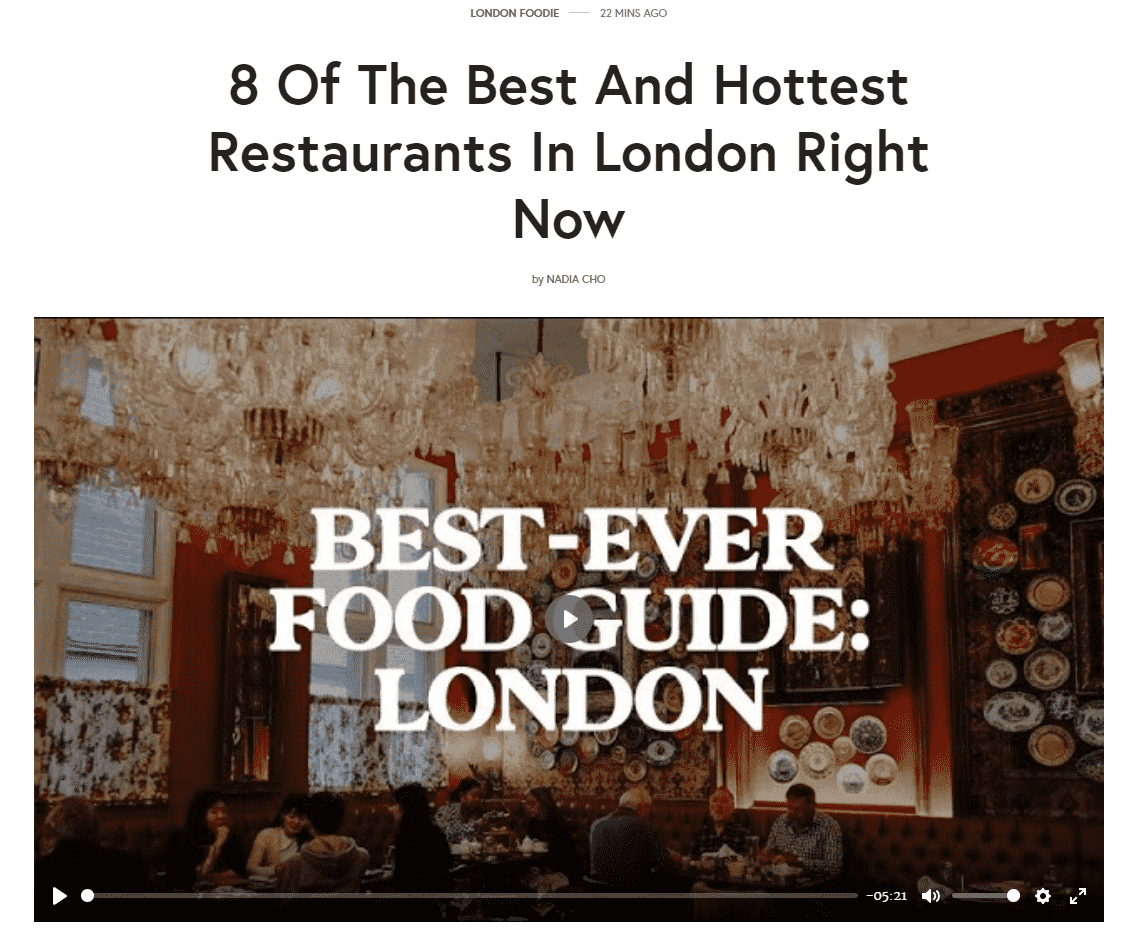 LONDON FOODIE — 22 MINS AGO
8 Of The Best And Hottest
Restaurants In London Right
Now
by NADIA CHO
BEST-EVER
FOOD GUIDE:
LONDON
-05:21